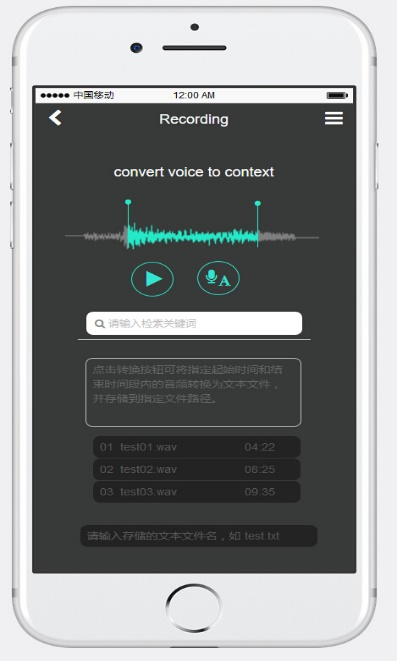 中国移动 12:00 AM
Recording
convert voice to context
A
请输入检索关键词
点击转换按钮可将指定起始时间和结
束时间段内的音频转换为文本文件，
并存储到指定文件路径。
01 test01.wav 04:22
02 test02.wav 08:25
03 test03.wav 09:35
请输入存储的文本文件名，如 test.txt